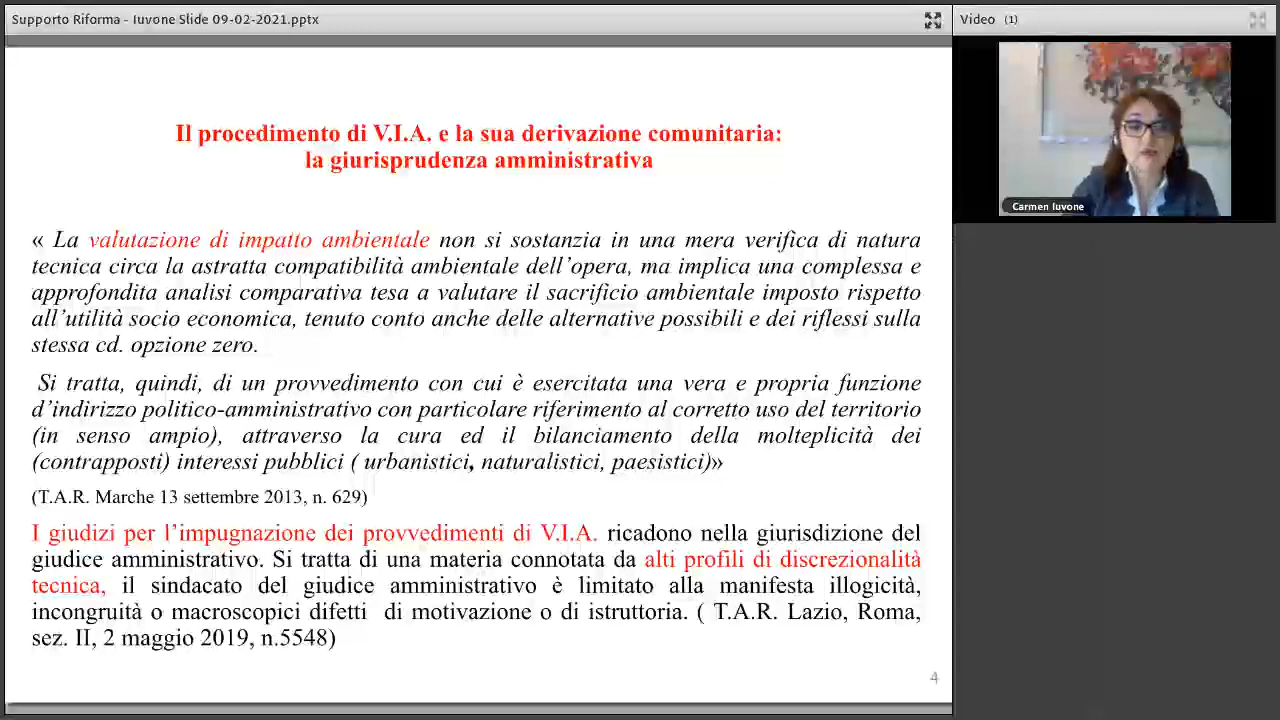 Supporto Riforma - Iuvone Slide 09-02-2021.pptx
Video (1)
Carmen Iuvone
Il procedimento di V.I.A. e la sua derivazione comunitaria:
la giurisprudenza amministrativa
« La valutazione di impatto ambientale non si sostanzia in una mera verifica di natura
tecnica circa la astratta compatibilità ambientale dell’opera, ma implica una complessa e
approfondita analisi comparativa tesa a valutare il sacrificio ambientale imposto rispetto
all’utilità socio economica, tenuto conto anche delle alternative possibili e dei riflessi sulla
stessa cd. opzione zero.
Si tratta, quindi, di un provvedimento con cui è esercitata una vera e propria funzione
d’indirizzo politico-amministrativo con particolare riferimento al corretto uso del territorio
(in senso ampio), attraverso la cura ed il bilanciamento della molteplicità dei
(contrapposti) interessi pubblici ( urbanistici, naturalistici, paesistici)»
(T.A.R. Marche 13 settembre 2013, n. 629)
I giudizi per l’impugnazione dei provvedimenti di V.I.A. ricadono nella giurisdizione del
giudice amministrativo. Si tratta di una materia connotata da alti profili di discrezionalità
tecnica, il sindacato del giudice amministrativo è limitato alla manifesta illogicità,
incongruità o macroscopici difetti di motivazione o di istruttoria. ( T.A.R. Lazio, Roma,
sez. II, 2 maggio 2019, n.5548)
4